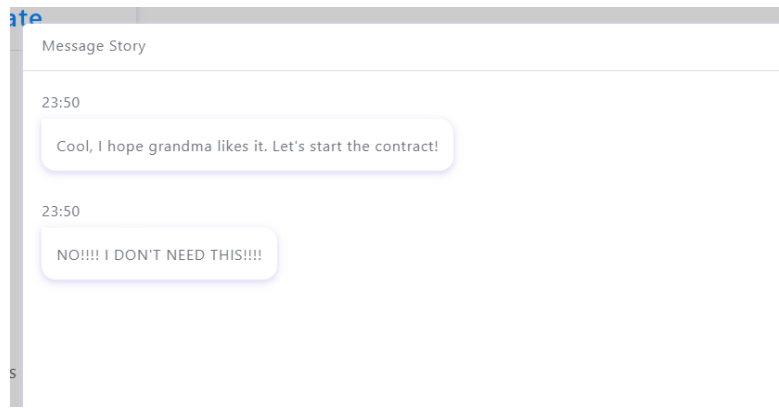 ate
Message Story
23:50
Cool, I hope grandma likes it. Let's start the contract!
23:50
NO!!!! I DON'T NEED THIS!!!!
s